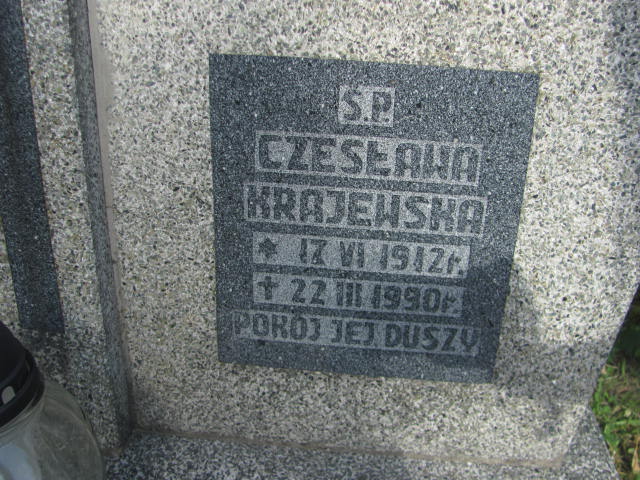 Ś.P.
CZESŁAWA
KRAJEWSKA
* 17 VI 1912r.
✝ 22 III 1990r.
POKÓJ JEJ DUSZY